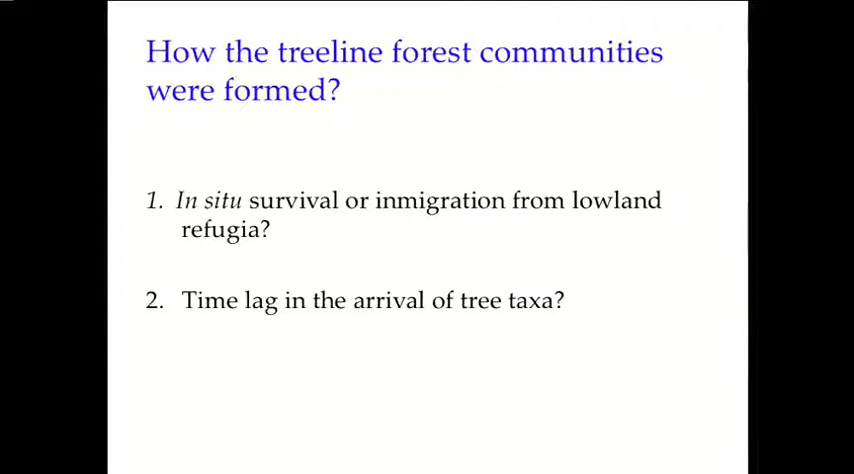 How the treeline forest communities
were formed?
1. In situ survival or inmigration from lowland
refugia?
2. Time lag in the arrival of tree taxa?